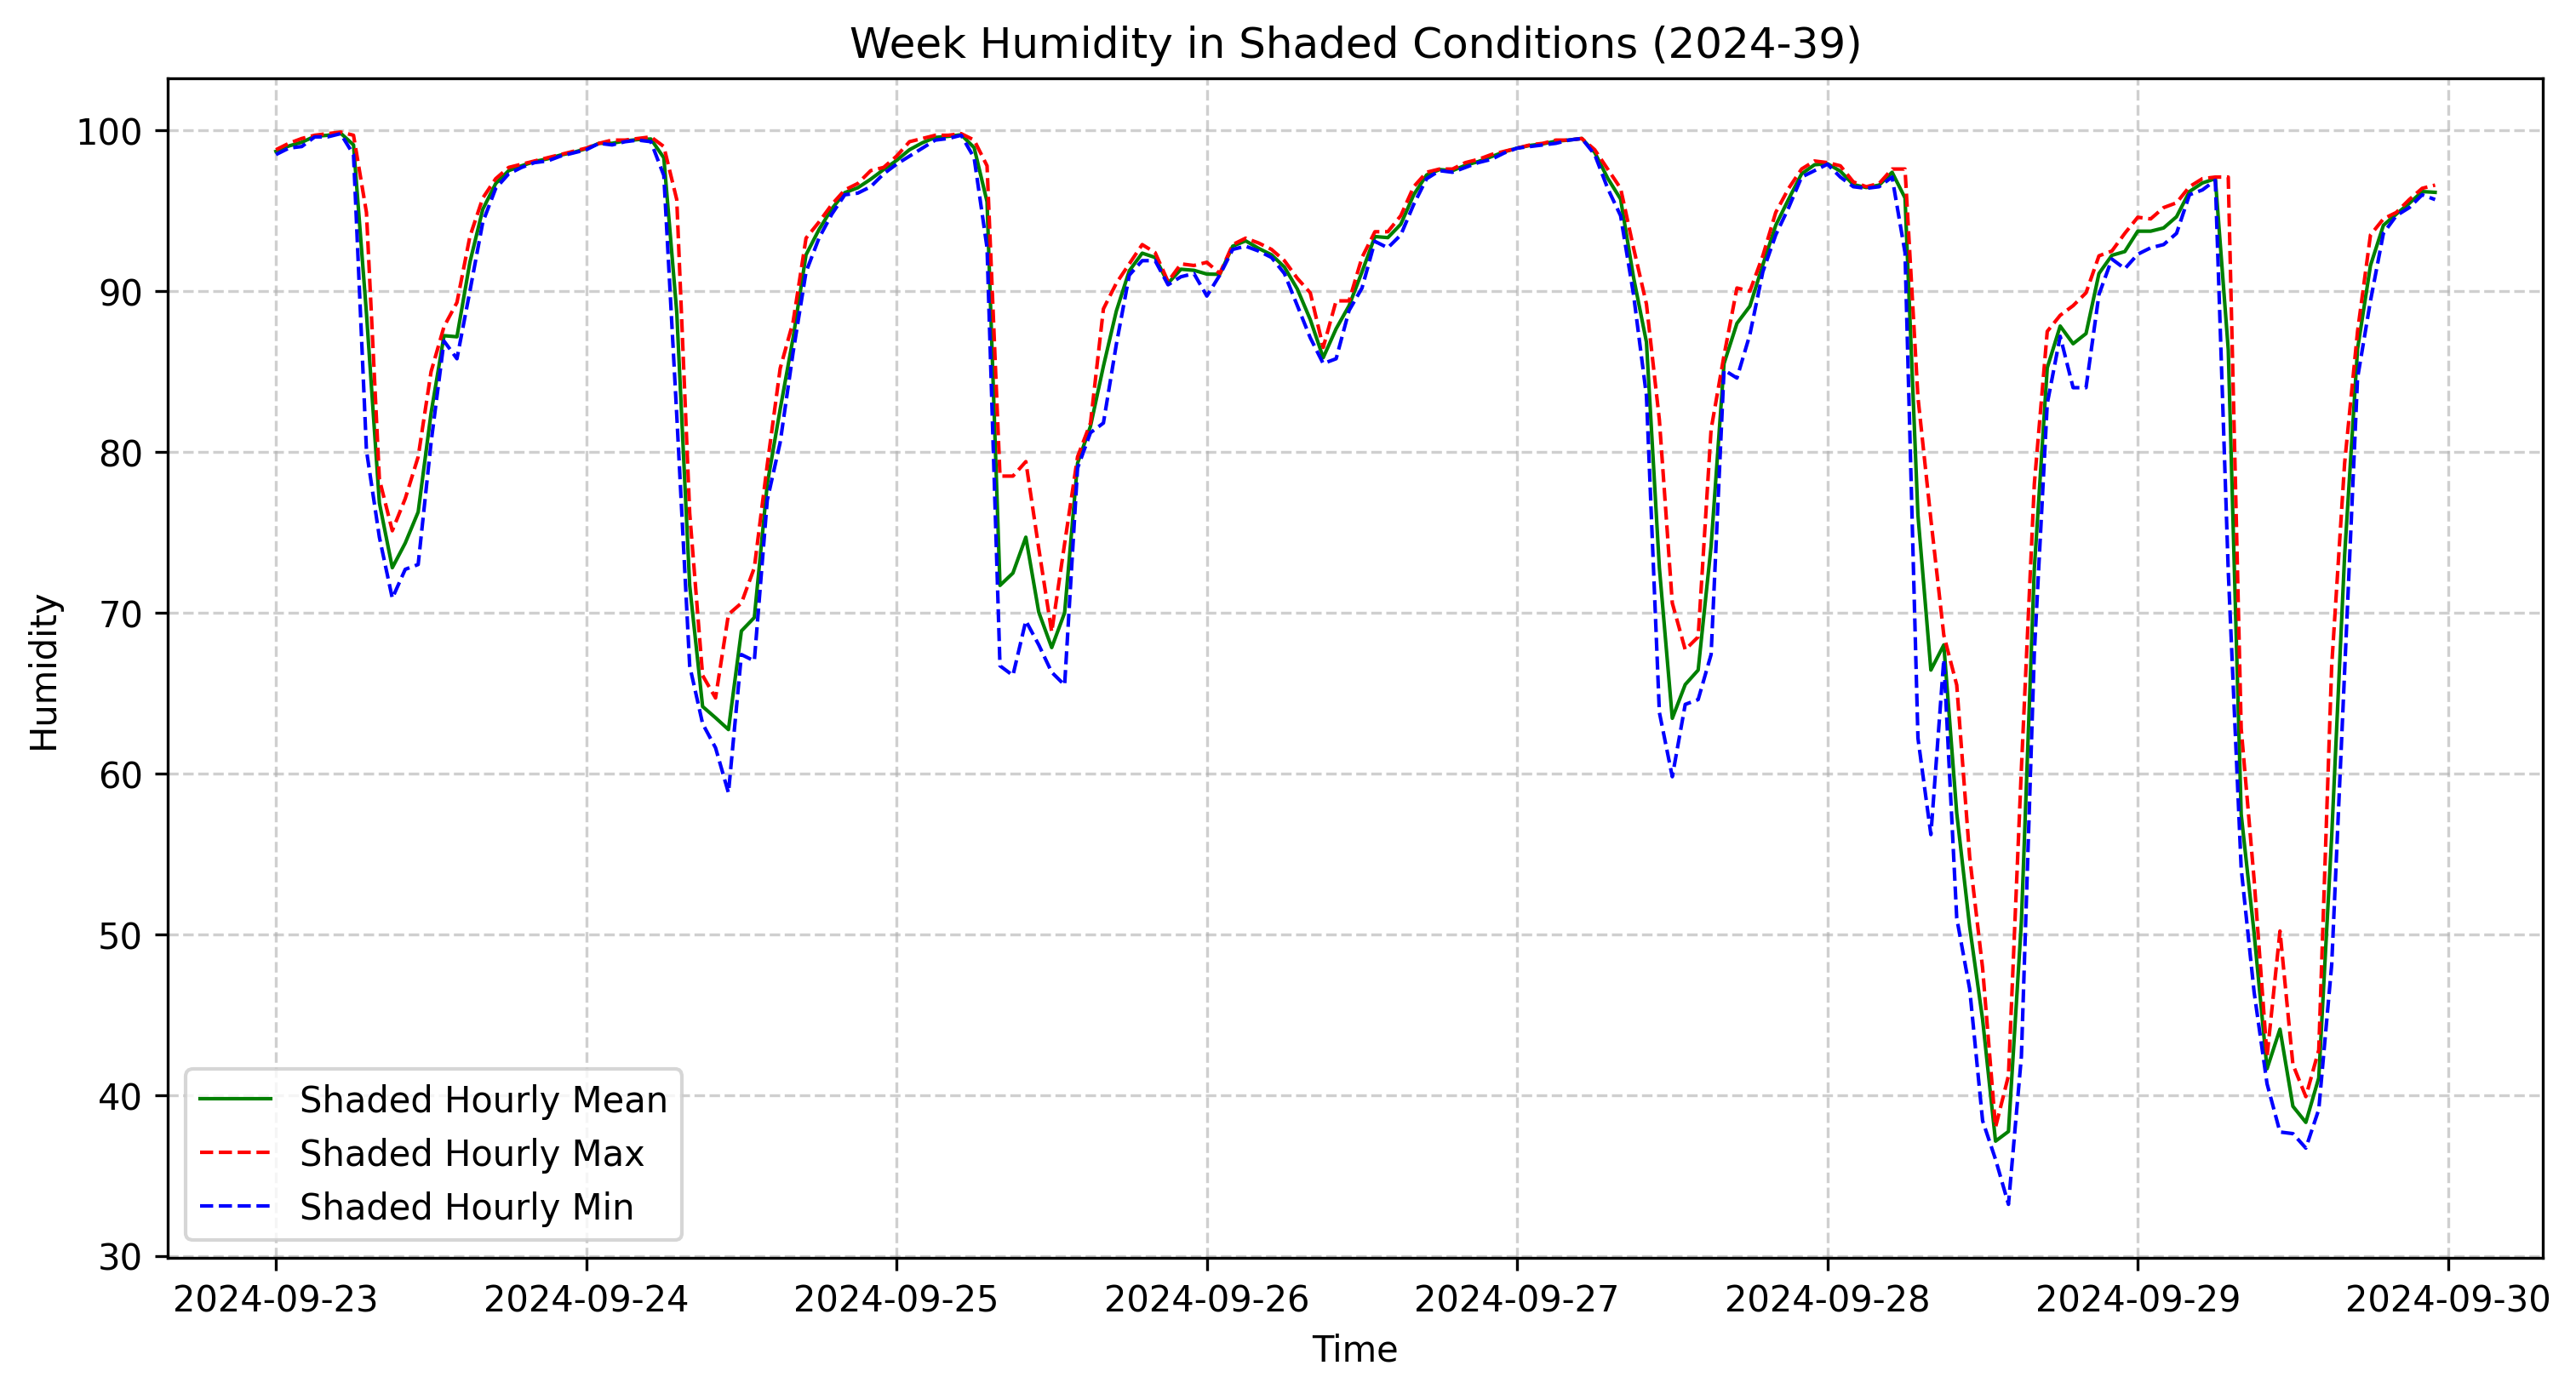 Week Humidity in Shaded Conditions (2024-39)
Humidity
100
90
80
70
60
50
40
30
Shaded Hourly Mean
Shaded Hourly Max
Shaded Hourly Min
2024-09-23 2024-09-24 2024-09-25 2024-09-26 2024-09-27 2024-09-28 2024-09-29 2024-09-30
Time